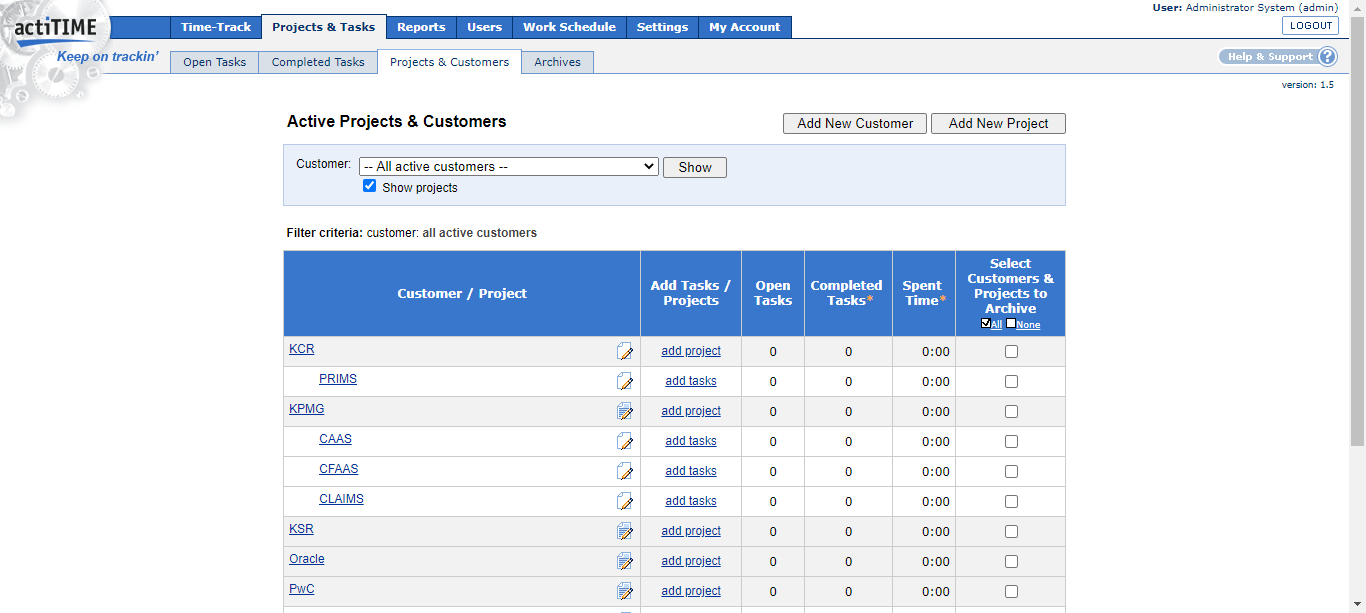 User: Administrator System (admin)
actiTIME
Time-Track Projects & Tasks Reports Users Work Schedule Settings My Account
LOGOUT
Keep on trackin'
Open Tasks Completed Tasks Projects & Customers Archives
Help & Support ?
version: 1.5
Active Projects & Customers
Add New Customer Add New Project
Customer: -- All active customers -- Show
Show projects
Filter criteria: customer: all active customers
Customer / Project
Add Tasks /
Projects
Open
Tasks
Completed
Tasks*
Spent
Time*
Select
Customers &
Projects to
Archive
All None
KCR add project 0 0 0:00
PRIMS add tasks 0 0 0:00
KPMG add project 0 0 0:00
CAAS add tasks 0 0 0:00
CFAAS add tasks 0 0 0:00
CLAIMS add tasks 0 0 0:00
KSR add project 0 0 0:00
Oracle add project 0 0 0:00
PwC add project 0 0 0:00